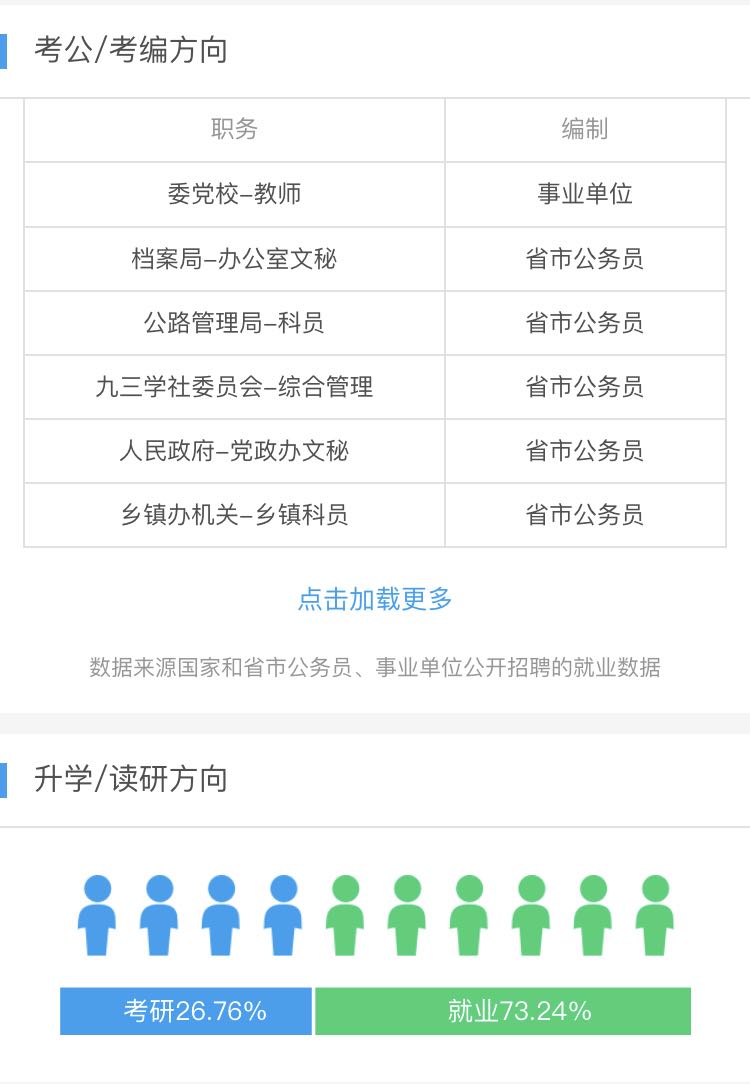 考公/考编方向
职务 编制
委党校-教师 事业单位
档案局-办公室文秘 省市公务员
公路管理局-科员 省市公务员
九三学社委员会-综合管理 省市公务员
人民政府-党政办文秘 省市公务员
乡镇办机关-乡镇科员 省市公务员
点击加载更多
数据来源国家和省市公务员、事业单位公开招聘的就业数据
升学/读研方向
考研26.76% 就业73.24%